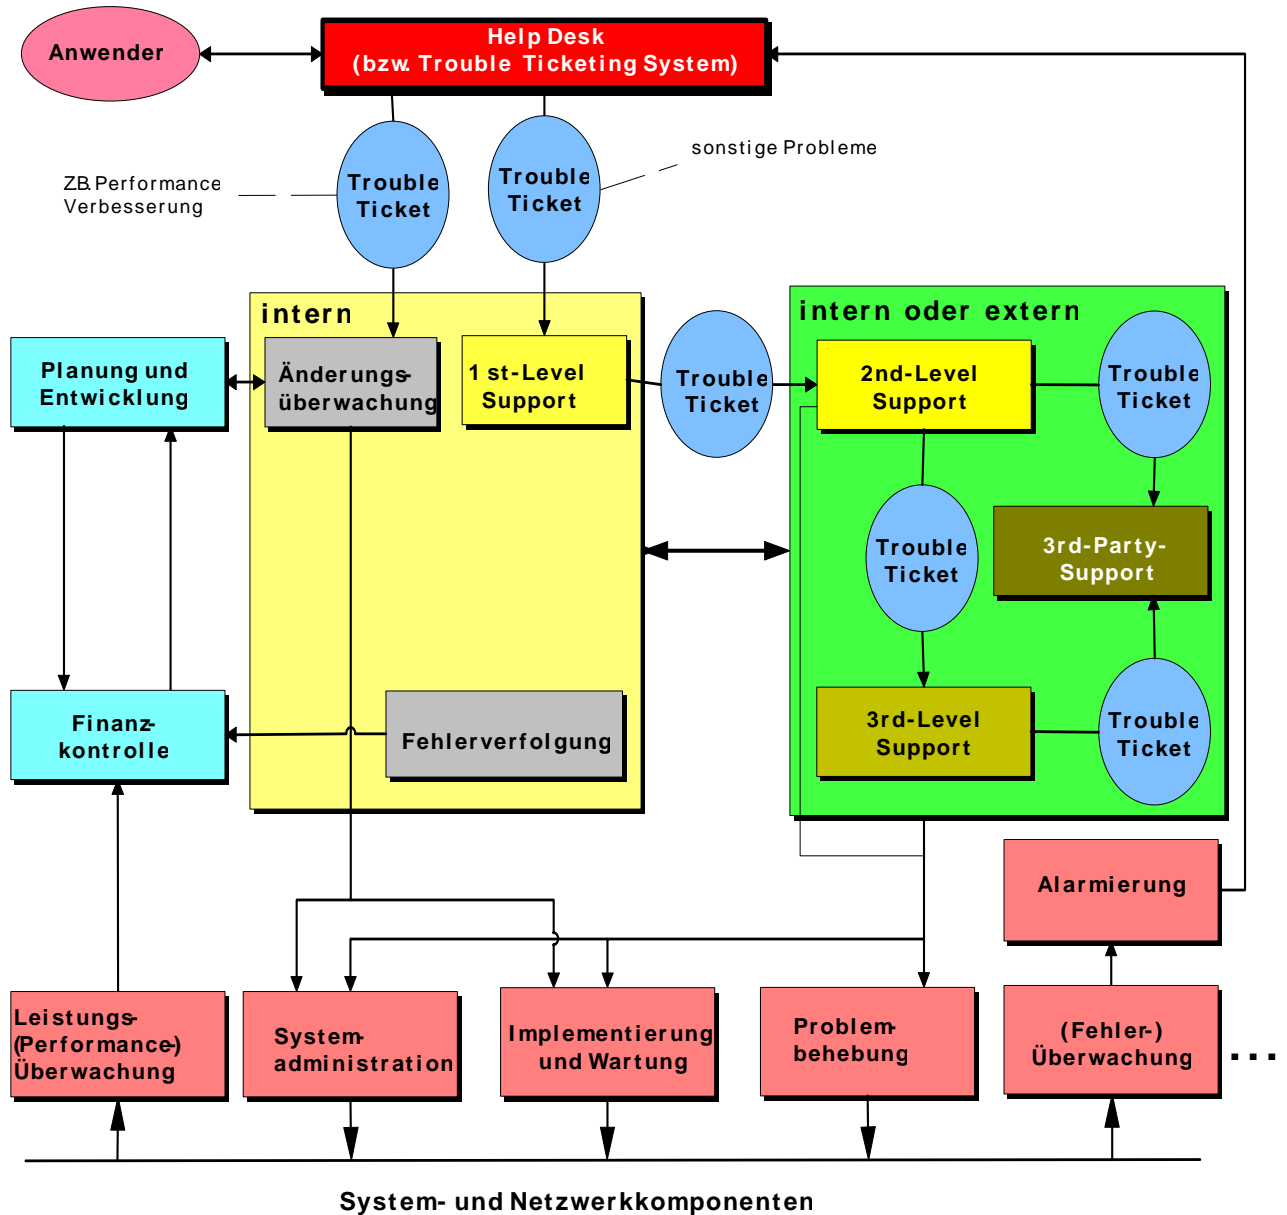 Anwender
Help Desk
(bzw. Trouble Ticketing System)
sonstige Probleme
Trouble
Ticket
Trouble
Ticket
ZB.Performance
Verbesserung
intern
intern oder extern
Planung und
Entwicklung
Änderungs-
überwachung
1st-Level
Support
Trouble
Ticket
2nd-Level
Support
Trouble
Ticket
Trouble
Ticket
3rd-Party-
Support
Finanz-
kontrolle
Fehlerverfolgung
3rd-Level
Support
Trouble
Ticket
Alarmierung
Leistungs-
(Performance-)
Überwachung
System-
administration
Implementierung
und Wartung
Problem-
behebung
(Fehler-)
Überwachung
...
System- und Netzwerkkomponenten